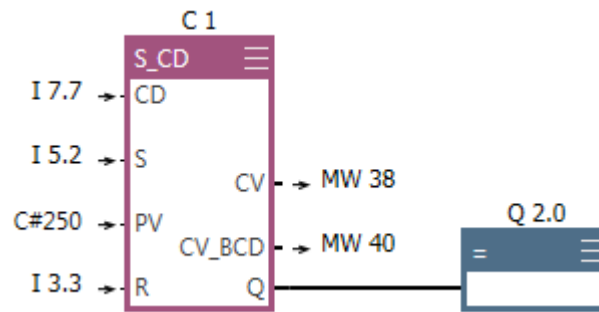 C 1
S_CD
I 7.7 CD
I 5.2 S
CV MW 38
C#250 PV
CV_BCD MW 40
Q 2.0
=
I 3.3 R Q